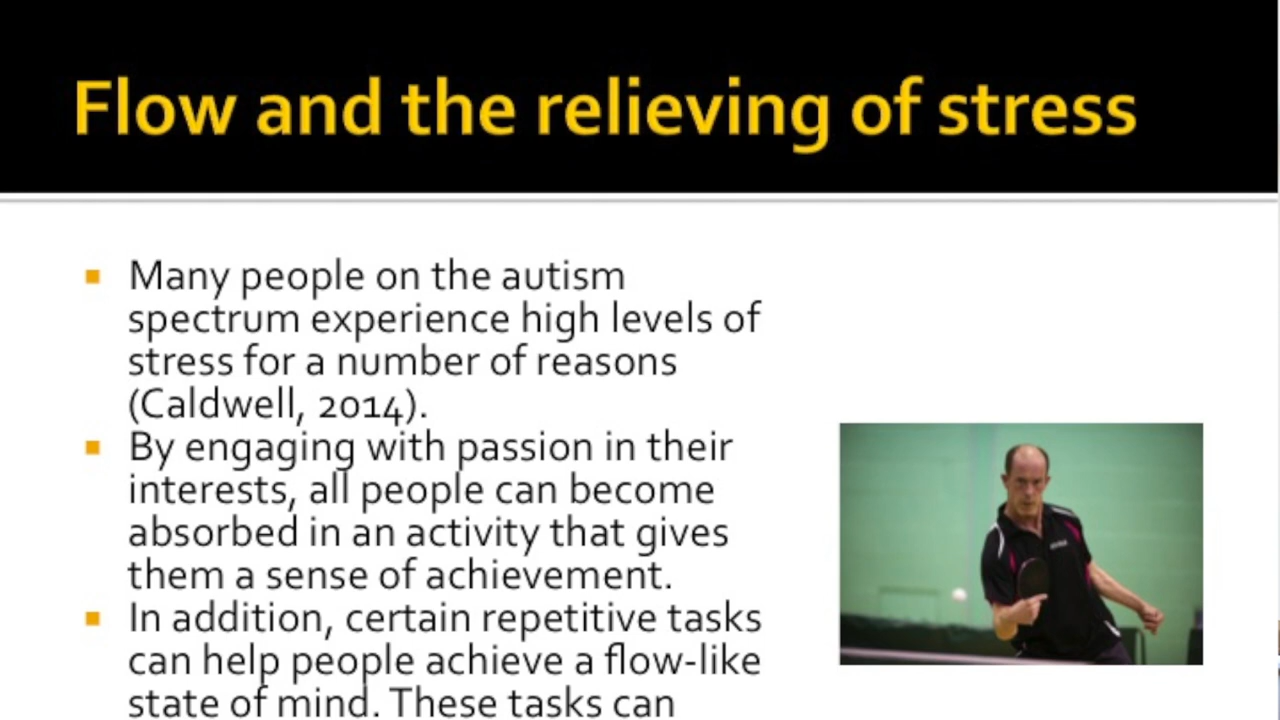 Flow and the relieving of stress
Many people on the autism
spectrum experience high levels of
stress for a number of reasons
(Caldwell, 2014).
By engaging with passion in their
interests, all people can become
absorbed in an activity that gives
them a sense of achievement.
In addition, certain repetitive tasks
can help people achieve a flow-like
state of mind. These tasks can